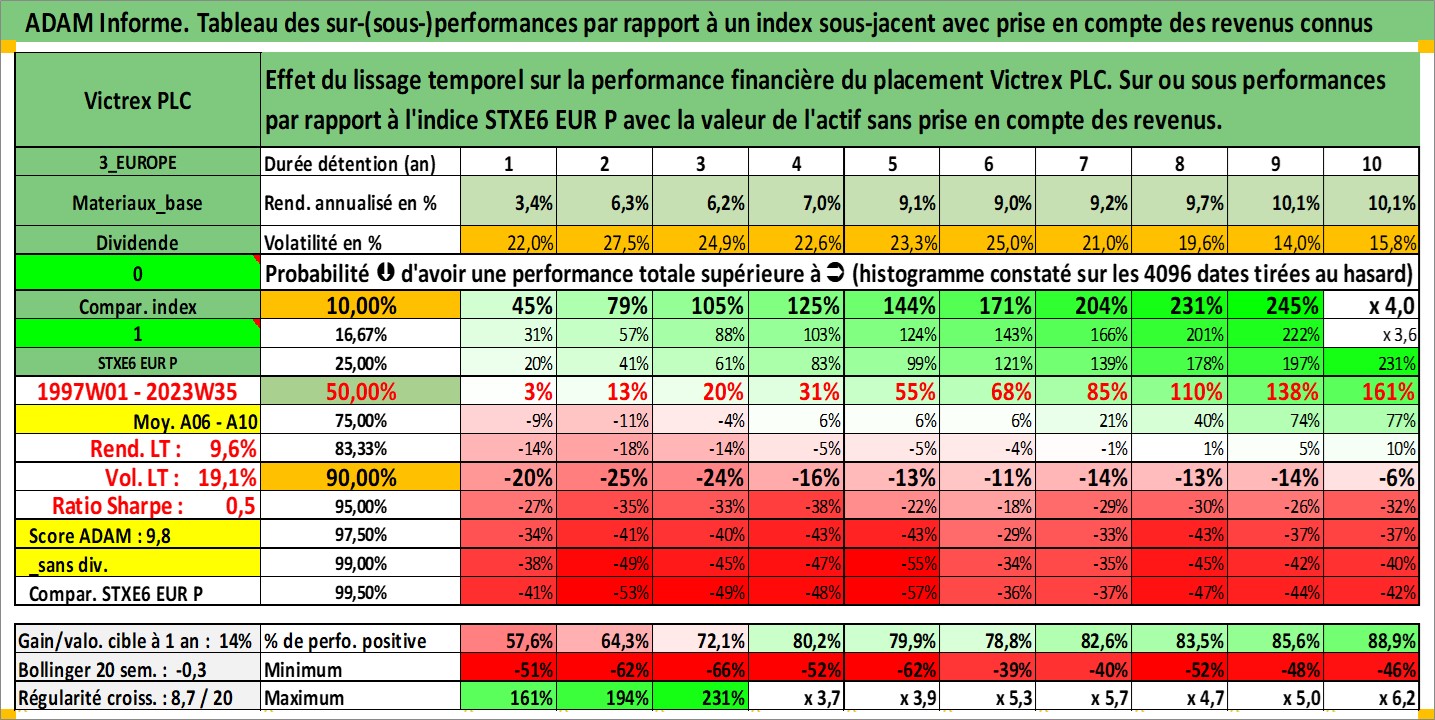 ADAM Informe. Tableau des sur-(sous-)performances par rapport à un index sous-jacent avec prise en compte des revenus connus
Victrex PLC
Effet du lissage temporel sur la performance financière du placement Victrex PLC. Sur ou sous performances
par rapport à l'indice STXE6 EUR P avec la valeur de l'actif sans prise en compte des revenus.
3_EUROPE Durée détention (an) 1 2 3 4 5 6 7 8 9 10
Materiaux_base Rend. annualisé en % 3,4% 6,3% 6,2% 7,0% 9,1% 9,0% 9,2% 9,7% 10,1% 10,1%
Dividende Volatilité en % 22,0% 27,5% 24,9% 22,6% 23,3% 25,0% 21,0% 19,6% 14,0% 15,8%
0 Probabilité ⬇ d'avoir une performance totale supérieure à ➲ (histogramme constaté sur les 4096 dates tirées au hasard)
Compar. index 10,00% 45% 79% 105% 125% 144% 171% 204% 231% 245% x 4,0
1 16,67% 31% 57% 88% 103% 124% 143% 166% 201% 222% x 3,6
STXE6 EUR P 25,00% 20% 41% 61% 83% 99% 121% 139% 178% 197% 231%
1997W01 - 2023W35 50,00% 3% 13% 20% 31% 55% 68% 85% 110% 138% 161%
Moy. A06 - A10 75,00% -9% -11% -4% 6% 6% 6% 21% 40% 74% 77%
Rend. LT : 9,6% 83,33% -14% -18% -14% -5% -5% -4% -1% 1% 5% 10%
Vol. LT : 19,1% 90,00% -20% -25% -24% -16% -13% -11% -14% -13% -14% -6%
Ratio Sharpe : 0,5 95,00% -27% -35% -33% -38% -22% -18% -29% -30% -26% -32%
Score ADAM : 9,8 97,50% -34% -41% -40% -43% -43% -29% -33% -43% -37% -37%
_sans div. 99,00% -38% -49% -45% -47% -55% -34% -35% -45% -42% -40%
Compar. STXE6 EUR P 99,50% -41% -53% -49% -48% -57% -36% -37% -47% -44% -42%
Gain/valo. cible à 1 an : 14% % de perfo. positive 57,6% 64,3% 72,1% 80,2% 79,9% 78,8% 82,6% 83,5% 85,6% 88,9%
Bollinger 20 sem. : -0,3 Minimum -51% -62% -66% -52% -62% -39% -40% -52% -48% -46%
Régularité croiss. : 8,7 / 20 Maximum 161% 194% 231% x 3,7 x 3,9 x 5,3 x 5,7 x 4,7 x 5,0 x 6,2